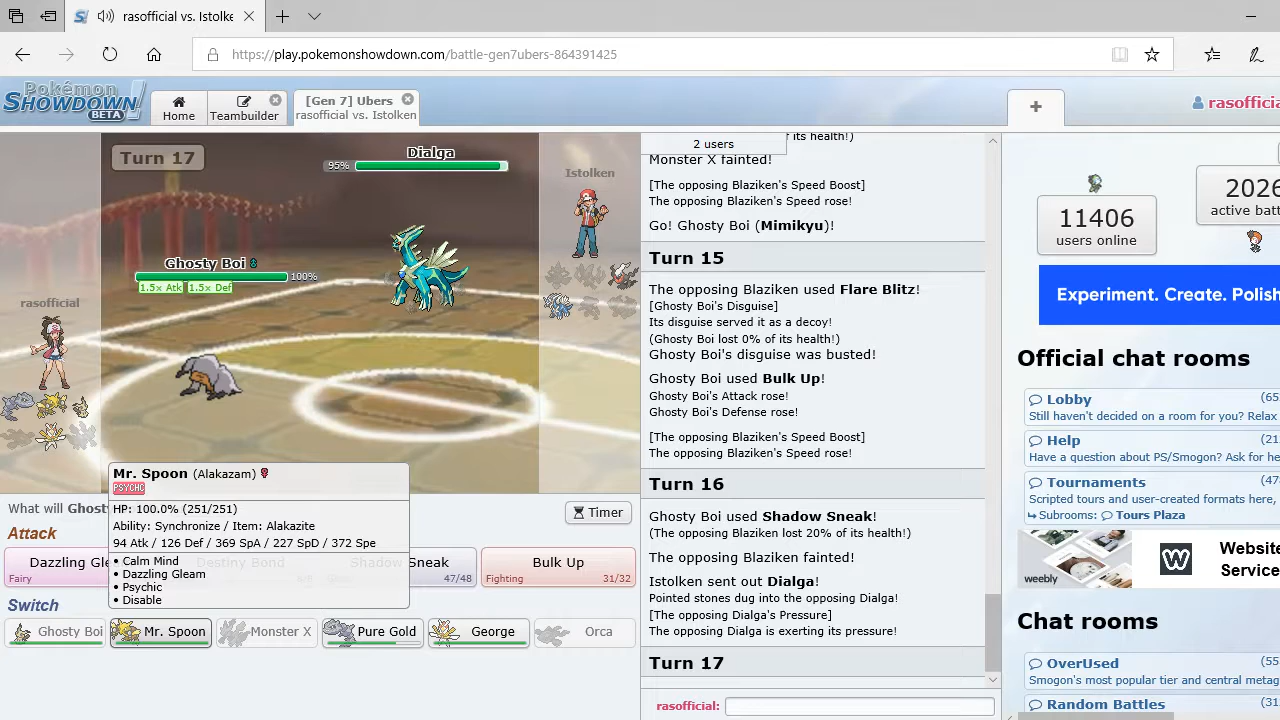 rasofficial vs. Istolke
https://play.pokemonshowdown.com/battle-gen7ubers-864391425
Pokémon
SHOWDOWN!
BETA
Home
Teambuilder
[Gen 7] Ubers
rasofficial vs. Istolken
+
rasofficia
Turn 17
Dialga
95%
Istolken
Ghosty Boi
100%
1.5× Atk 1.5× Def
rasofficial
2 users
its health!)
Monster X fainted!
[The opposing Blaziken's Speed Boost]
The opposing Blaziken's Speed rose!
Go! Ghosty Boi (Mimikyu)!
Turn 15
The opposing Blaziken used Flare Blitz!
[Ghosty Boi's Disguise]
Its disguise served it as a decoy!
(Ghosty Boi lost 0% of its health!)
Ghosty Boi's disguise was busted!
Ghosty Boi used Bulk Up!
Ghosty Boi's Attack rose!
Ghosty Boi's Defense rose!
[The opposing Blaziken's Speed Boost]
The opposing Blaziken's Speed rose!
Turn 16
Ghosty Boi used Shadow Sneak!
(The opposing Blaziken lost 20% of its health!)
The opposing Blaziken fainted!
Istolken sent out Dialga!
Pointed stones dug into the opposing Dialga!
[The opposing Dialga's Pressure]
The opposing Dialga is exerting its pressure!
Turn 17
rasofficial:
What will Ghost
Timer
Mr. Spoon (Alakazam)
PSYCHC
HP: 100.0% (251/251)
Ability: Synchronize / Item: Alakazite
94 Atk / 126 Def / 369 SpA / 227 SpD / 372 Spe
• Calm Mind
• Dazzling Gleam
• Psychic
• Disable
Attack
Dazzling Gle
Fairy
Destiny Bond
Shadow Sneak
47/48
Bulk Up
Fighting
31/32
Switch
Ghosty Boi
Mr. Spoon
Monster X
Pure Gold
George
Orca
11406
users online
2026
active batt
Experiment. Create. Polish
Official chat rooms
Lobby
(65
Still haven't decided on a room for you? Relax
Help
(21
Have a question about PS/Smogon? Ask for he
Tournaments
(47
Scripted tours and user-created formats here,
Subrooms: Tours Plaza
weebly
W
Website
Service
Chat rooms
OverUsed
(55
Smogon's most popular tier and central metag
Random Battles
(31